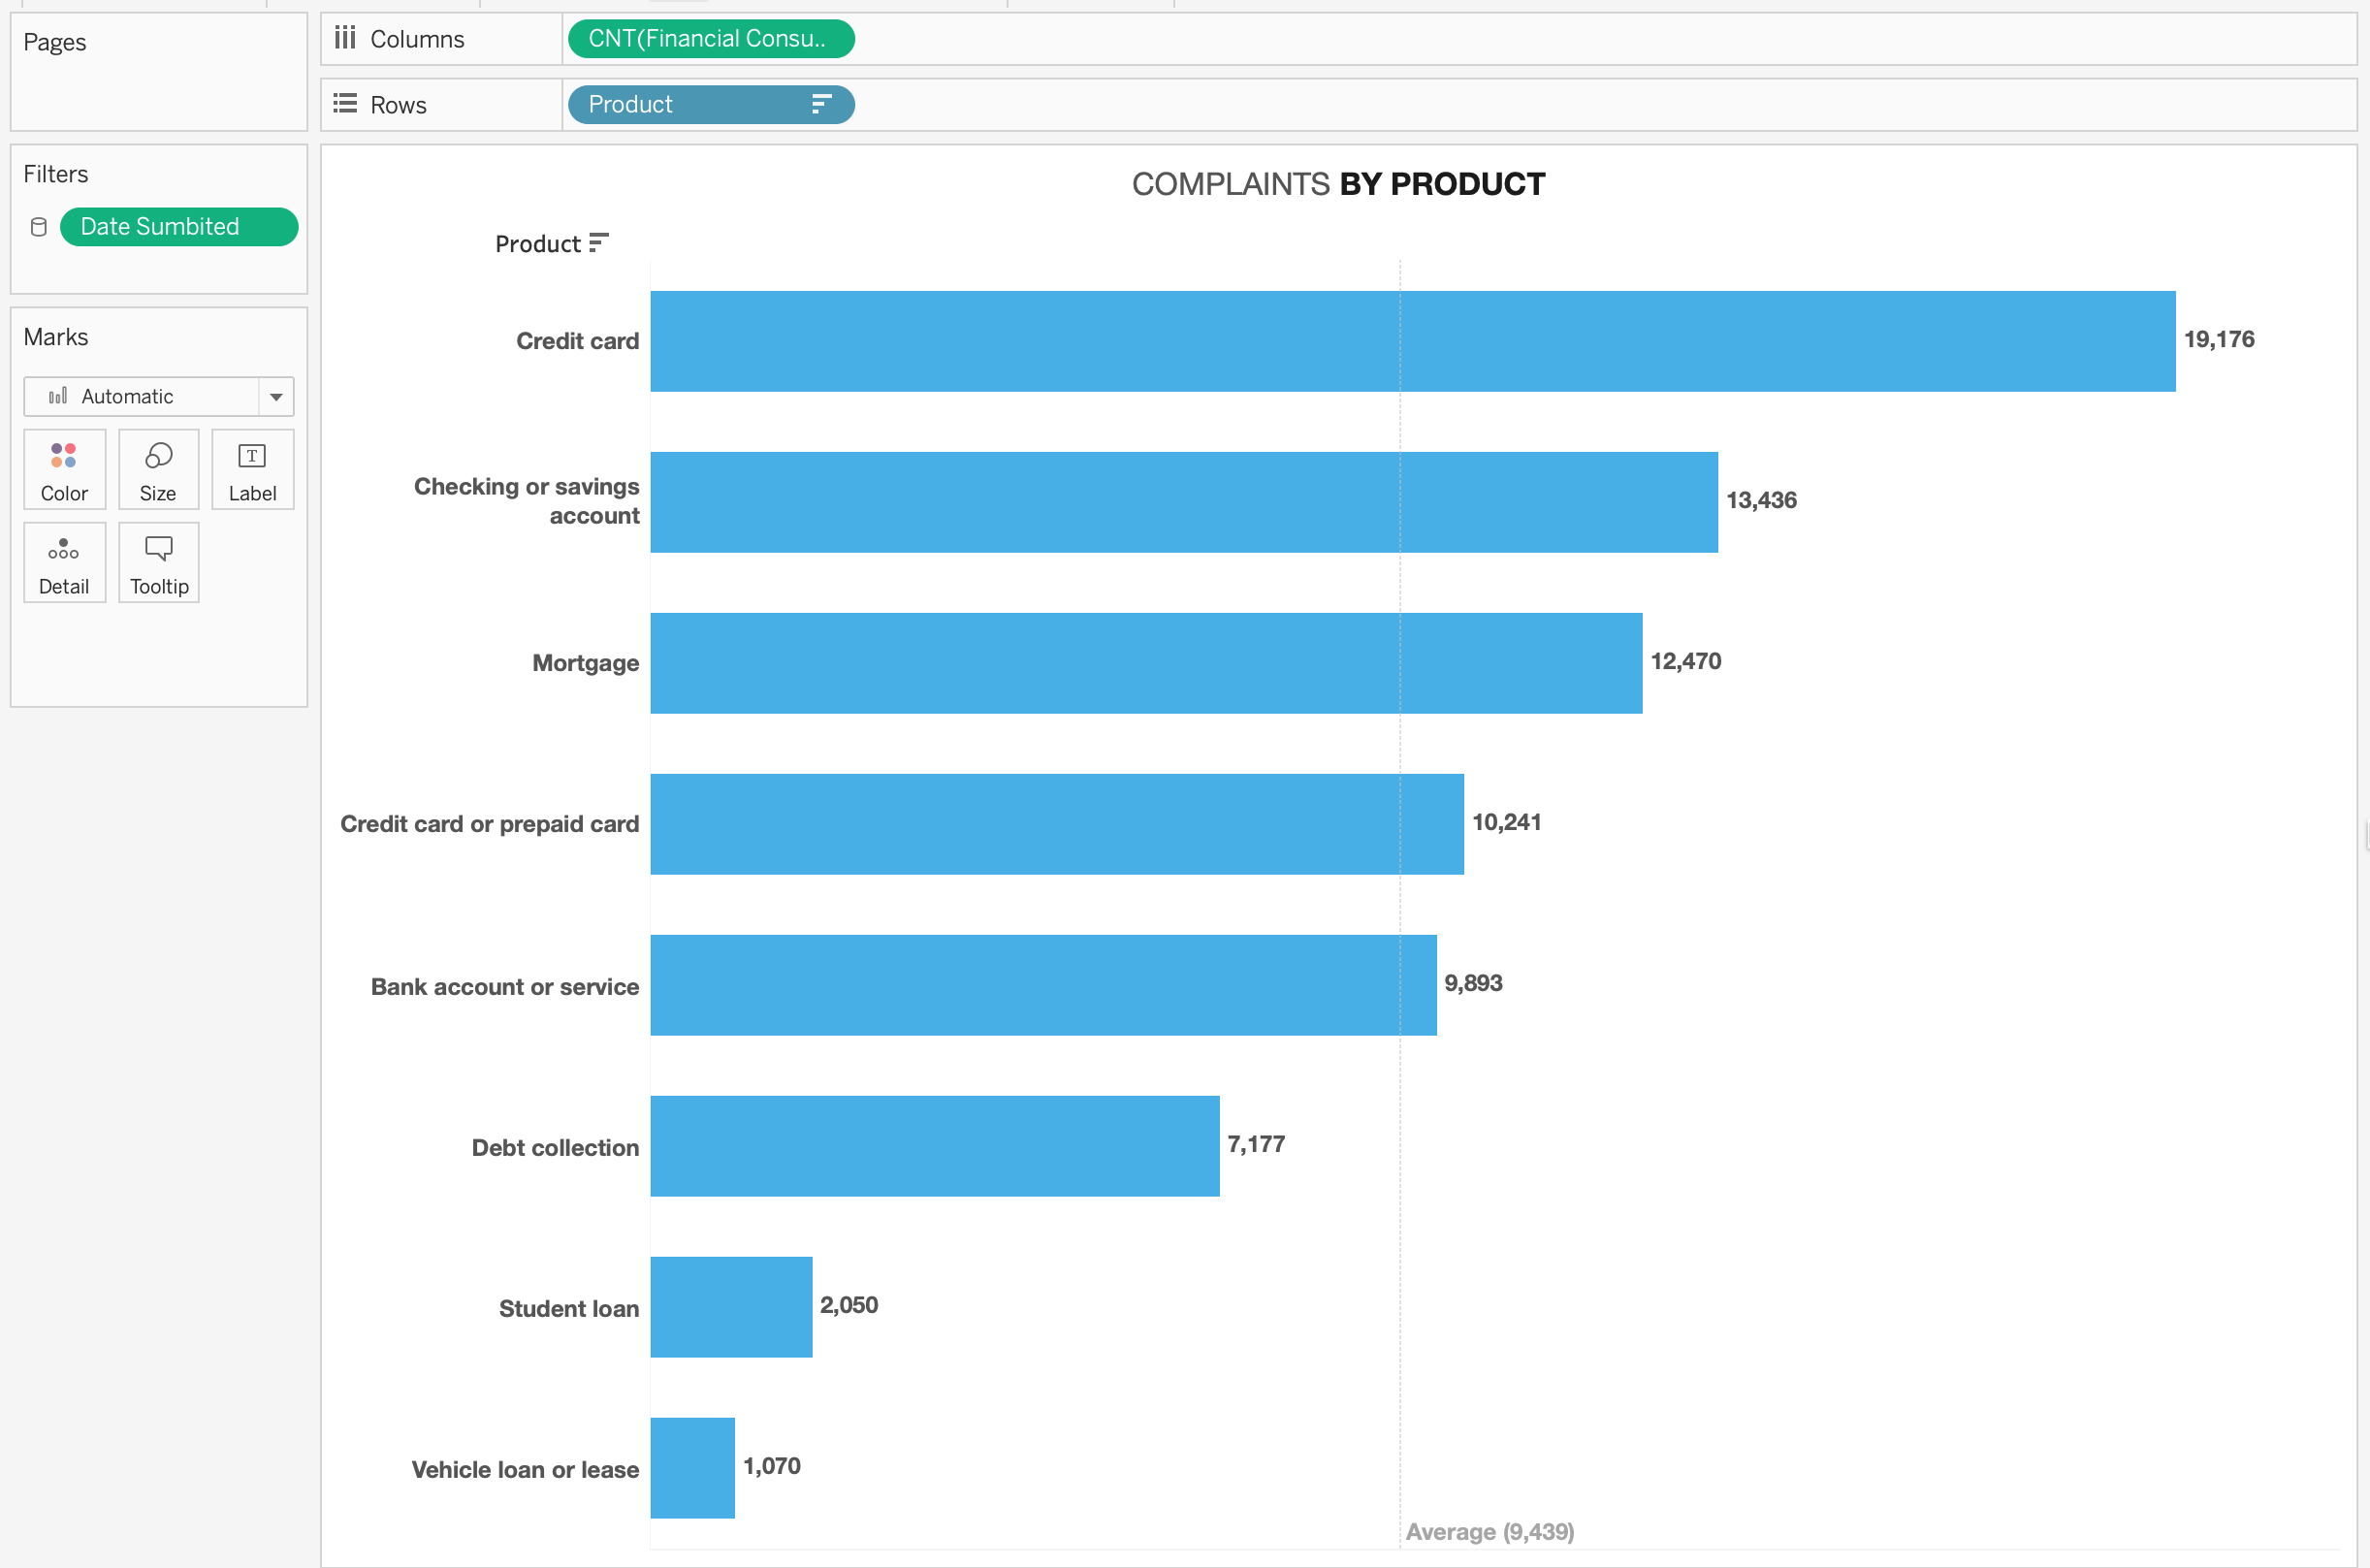 Pages
Columns
CNT(Financial Consu..
Rows
Product
Filters
Date Sumbited
Marks
Automatic
Color
Size
Label
Detail
Tooltip
COMPLAINTS BY PRODUCT
Product
Credit card
19,176
Checking or savings
account
13,436
Mortgage
12,470
Credit card or prepaid card
10,241
Bank account or service
9,893
Debt collection
7,177
Student loan
2,050
Vehicle loan or lease
1,070
Average (9,439)